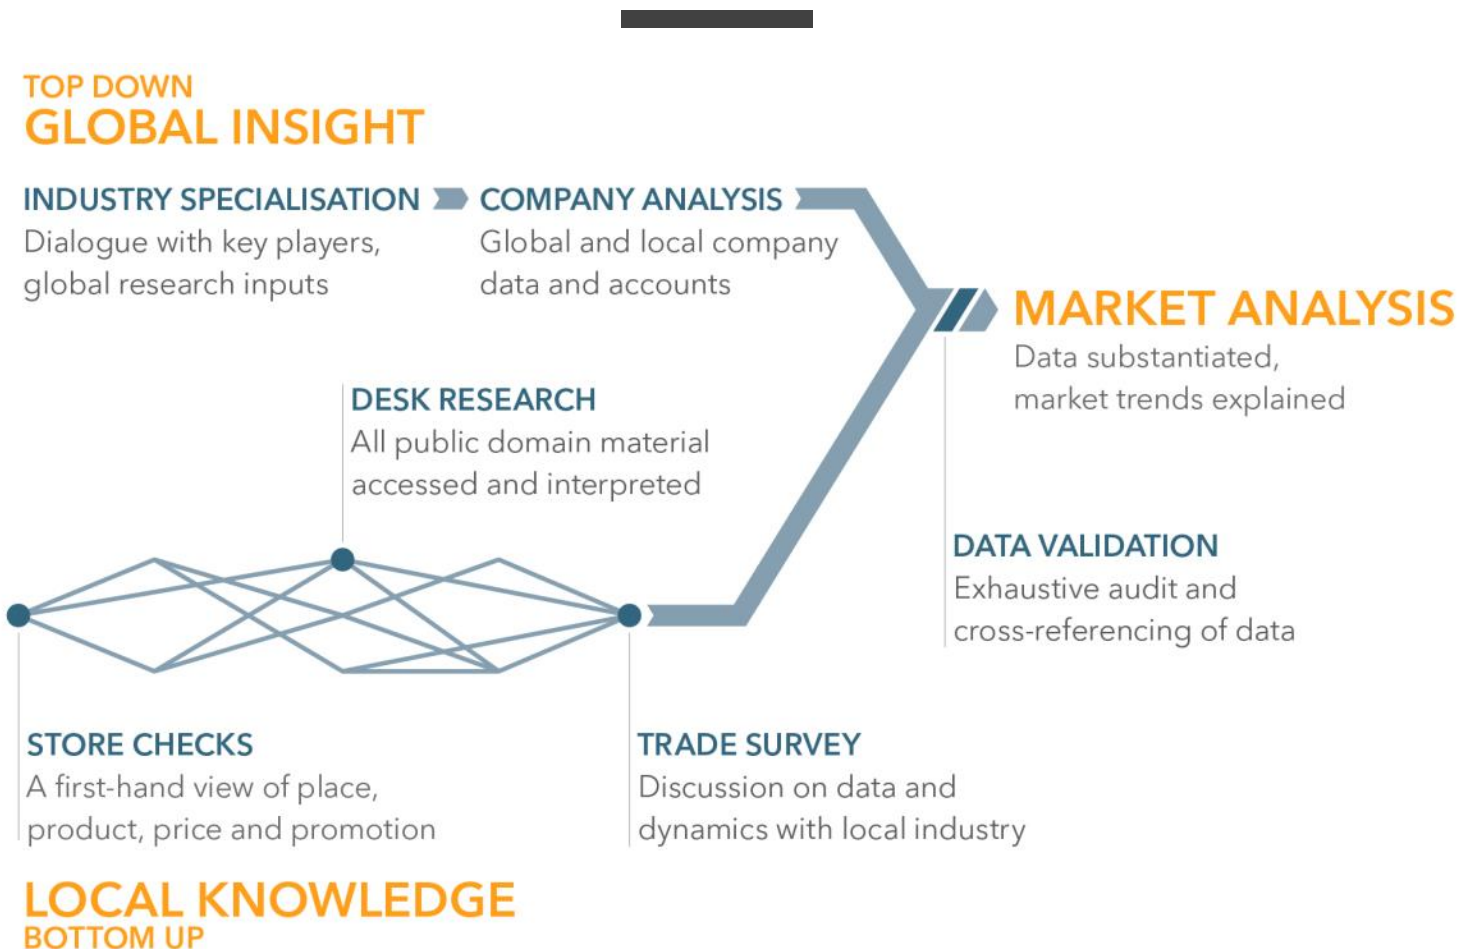 TOP DOWN
GLOBAL INSIGHT
INDUSTRY SPECIALISATION
Dialogue with key players,
global research inputs
COMPANY ANALYSIS
Global and local company
data and accounts
MARKET ANALYSIS
Data substantiated,
market trends explained
DESK RESEARCH
All public domain material
accessed and interpreted
DATA VALIDATION
Exhaustive audit and
cross-referencing of data
STORE CHECKS
A first-hand view of place,
product, price and promotion
TRADE SURVEY
Discussion on data and
dynamics with local industry
LOCAL KNOWLEDGE
BOTTOM UP